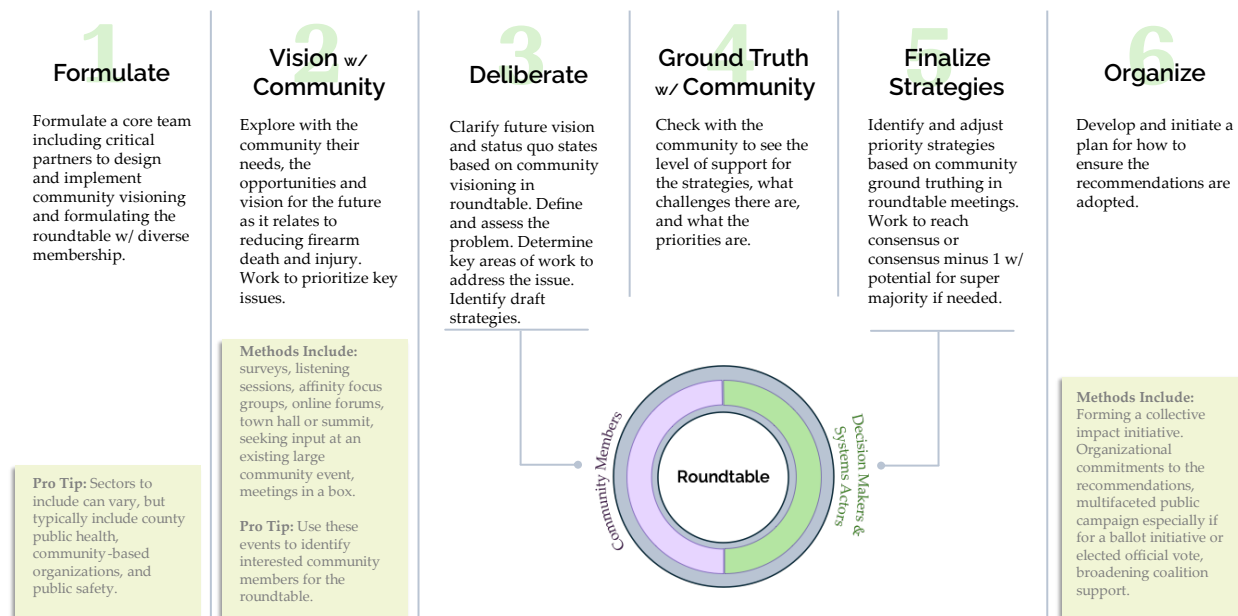 1
Formulate
Formulate a core team
including critical
partners to design
and implement
community visioning
and formulating the
roundtable w/ diverse
membership.
Pro Tip: Sectors to
include can vary, but
typically include county
public health,
community-based
organizations, and
public safety.
2
Vision w/
Community
Explore with the
community their
needs, the
opportunities and
vision for the future
as it relates to
reducing firearm
death and injury.
Work to prioritize key
issues.
Methods Include:
surveys, listening
sessions, affinity focus
groups, online forums,
town hall or summit,
seeking input at an
existing large
community event,
meetings in a box.
Pro Tip: Use these
events to identify
interested community
members for the
roundtable.
3
Deliberate
Clarify future vision
and status quo states
based on community
visioning in
roundtable. Define
and assess the
problem. Determine
key areas of work to
address the issue.
Identify draft
strategies.
4
Ground Truth
w/ Community
Check with the
community to see the
level of support for
the strategies, what
challenges there are,
and what the
priorities are.
5
Finalize
Strategies
Identify and adjust
priority strategies
based on community
ground truthing in
roundtable meetings.
Work to reach
consensus or
consensus minus 1 w/
potential for super
majority if needed.
Community Members
Roundtable
Decision Makers &
Systems Actors
6
Organize
Develop and initiate a
plan for how to
ensure the
recommendations are
adopted.
Methods Include:
Forming a collective
impact initiative.
Organizational
commitments to the
recommendations,
multifaceted public
campaign especially if
for a ballot initiative or
elected official vote,
broadening coalition
support.